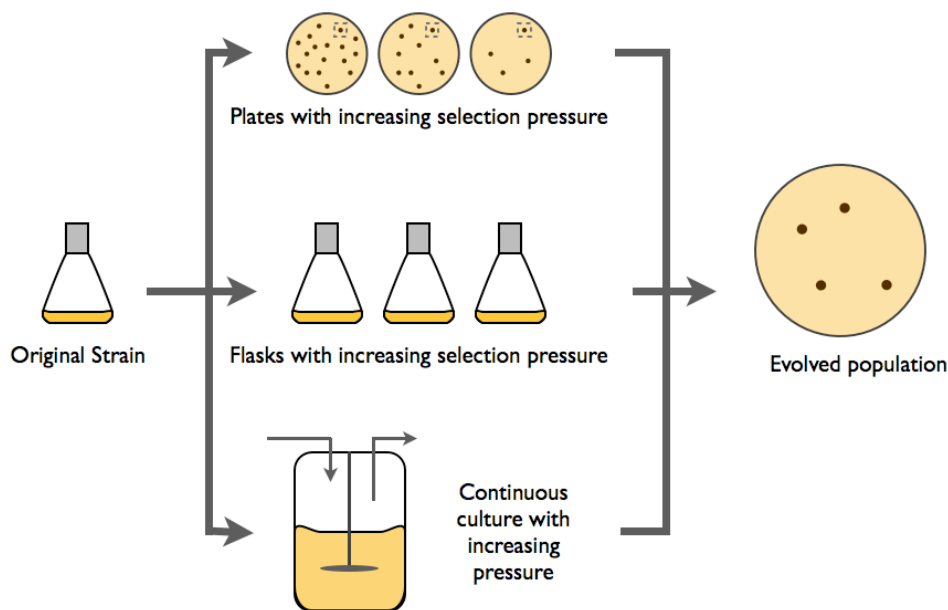 Plates with increasing selection pressure
Original Strain
Flasks with increasing selection pressure
Evolved population
Continuous
culture with
increasing
pressure